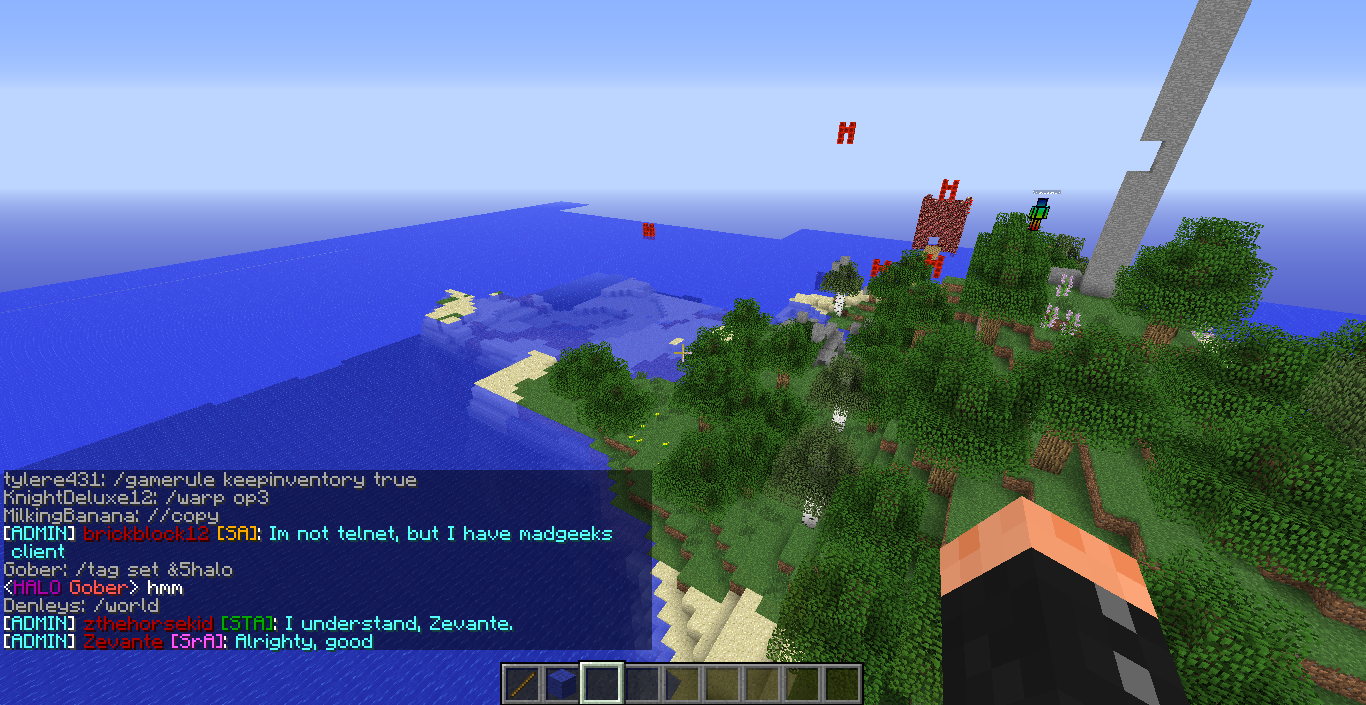 tylere431: /gamerule keepinventory true
KnightDeluxe12: /warp op3
MilkingBanana: //copy
[ADMIN] brickblock12 [SA]: Im not telnet, but I have madgeeks
client
Gober: /tag set &5halo
<HALO Gober> hmm
Denleys: /world
[ADMIN] zthehorsekid [STA]: I understand, Zevante.
[ADMIN] Zevante [SrA]: Alrighty, good